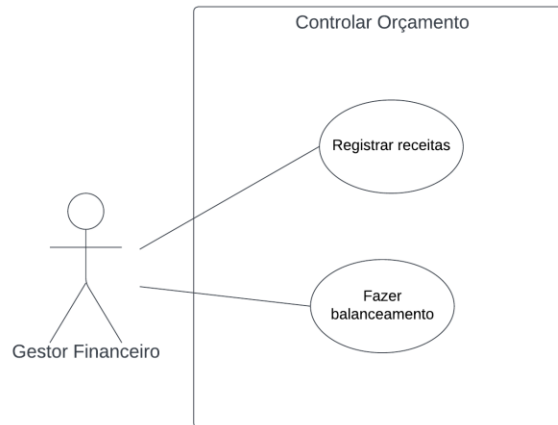 Controlar Orçamento
Registrar receitas
Fazer
balanceamento
Gestor Financeiro